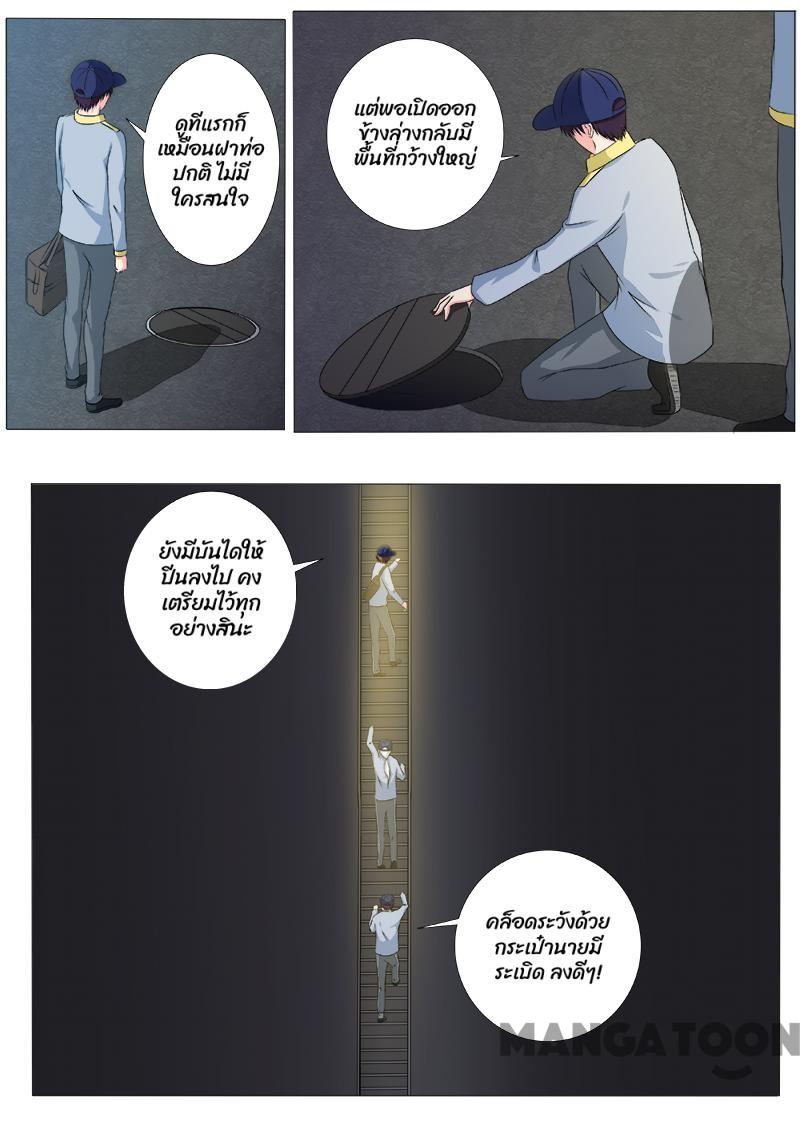 ดูทีแรกก็
เหมือนฝาท่อ
ปกติ ไม่มี
ใครสนใจ
แต่พอเปิดออก
ข้างล่างกลับมี
พื้นที่กว้างใหญ่
ยังมีบันไดให้
ปีนลงไป คง
เตรียมไว้ทุก
อย่างสินะ
คล็อดระวังด้วย
กระเป๋านายมี
ระเบิด ลงดีๆ!
MANGATOON